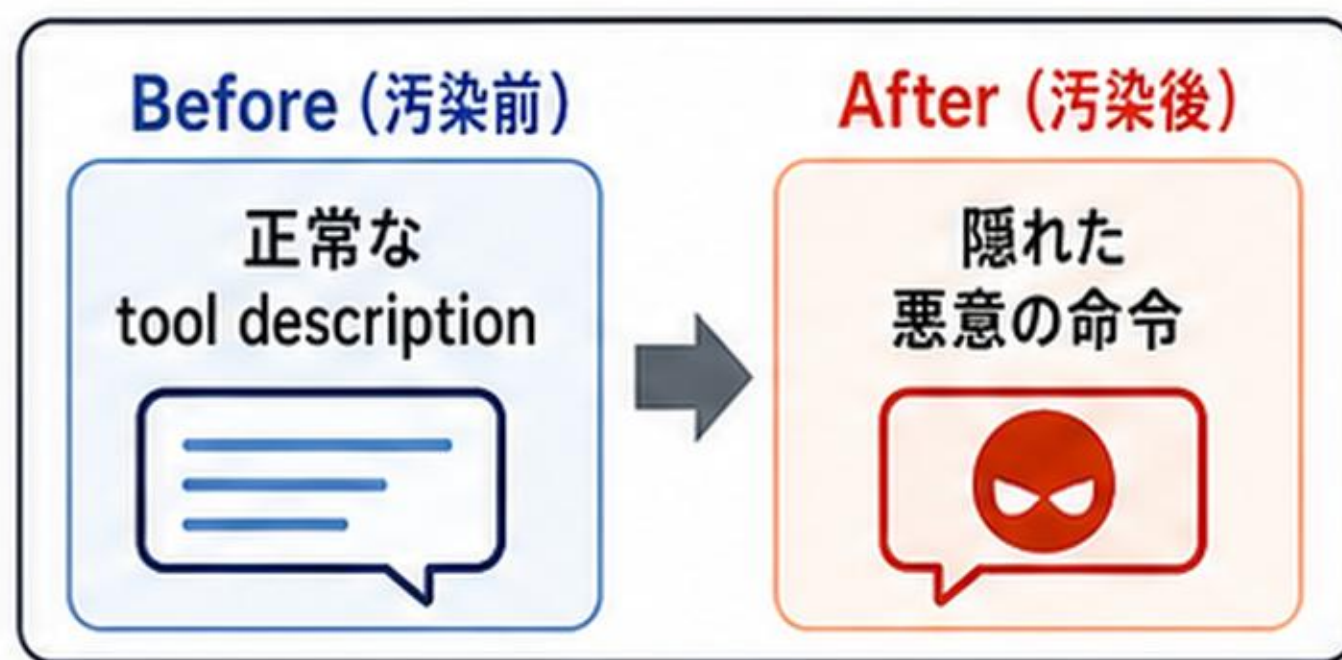 Before（汚染前）
正常な
tool description
After（汚染後）
隠れた
悪意の命令